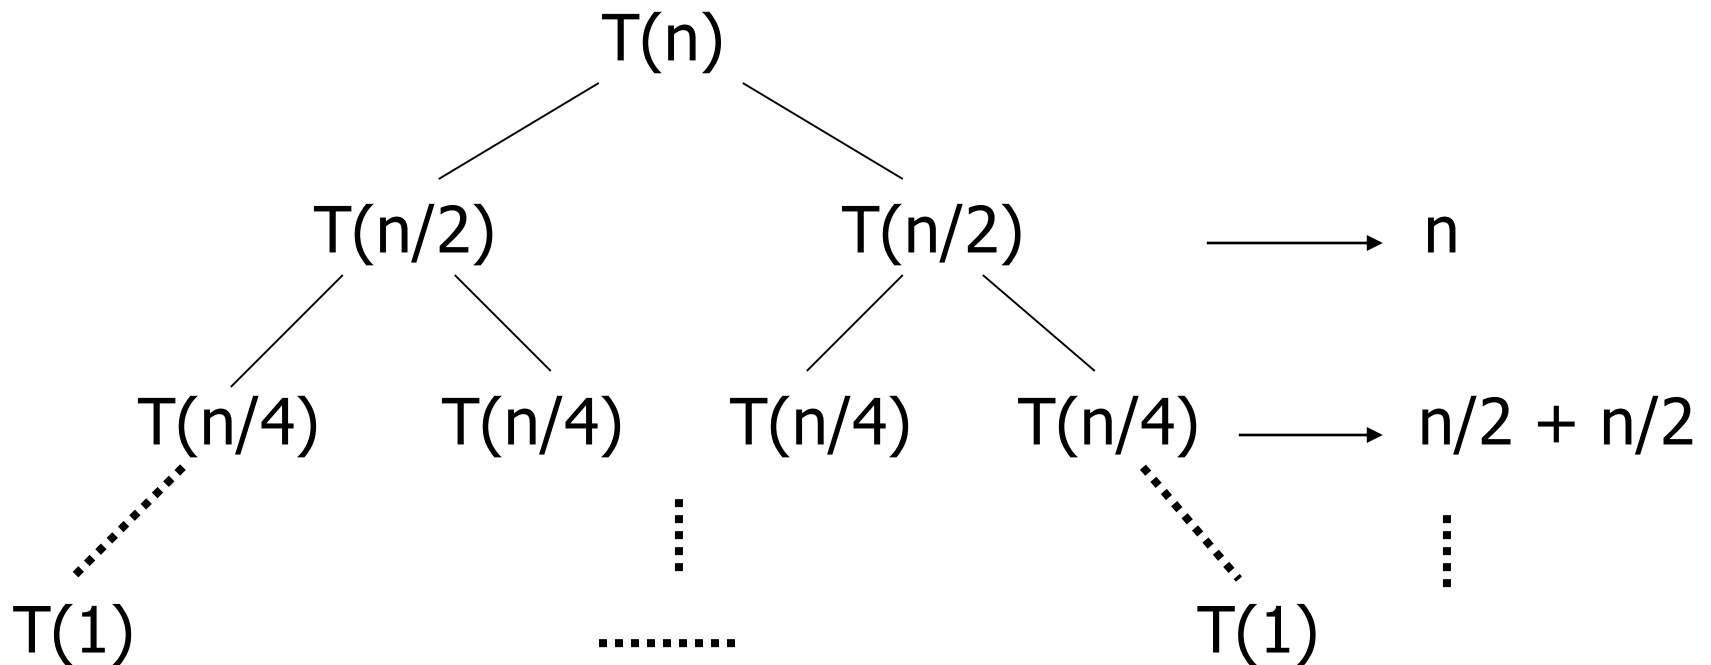 T(n)
T(n/2) T(n/2) n
T(n/4) T(n/4) T(n/4) T(n/4) n/2 + n/2
T(1) T(1)